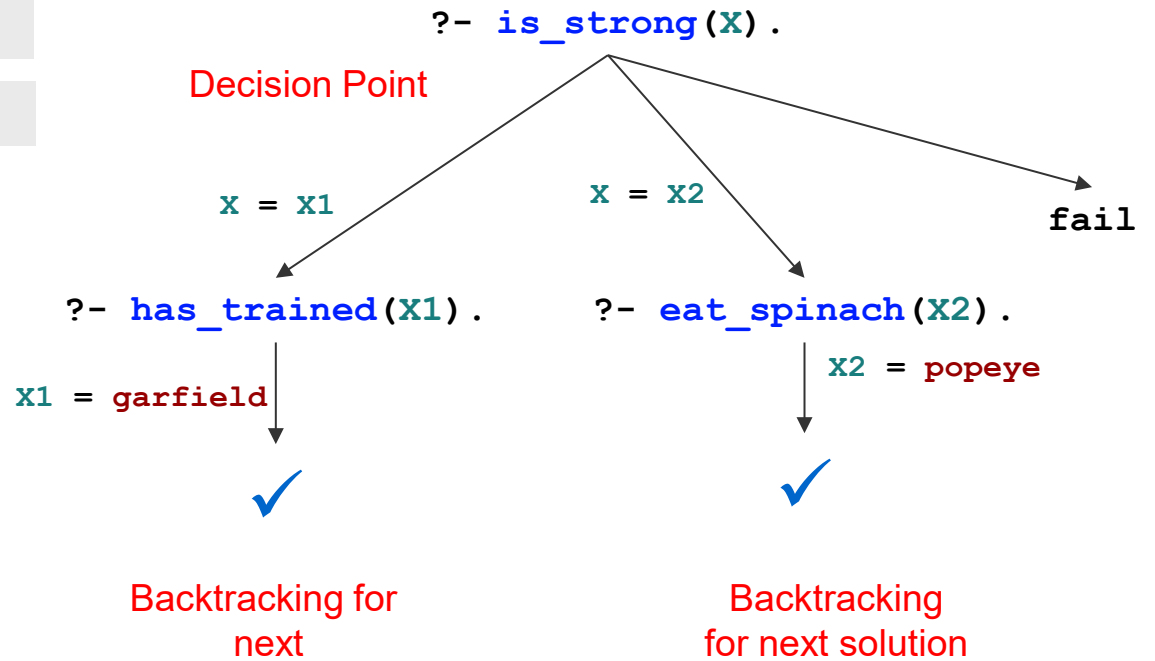 ?- is_strong(X).
Decision Point
X = X1
X = X2
fail
?- has_trained(X1).
?- eat_spinach(X2).
X1 = garfield
X2 = popeye
Backtracking for
next
Backtracking
for next solution